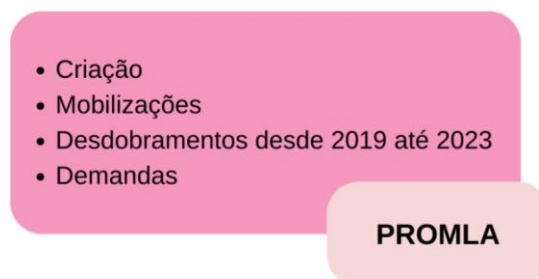 • Criação
• Mobilizações
• Desdobramentos desde 2019 até 2023
• Demandas
PROMLA